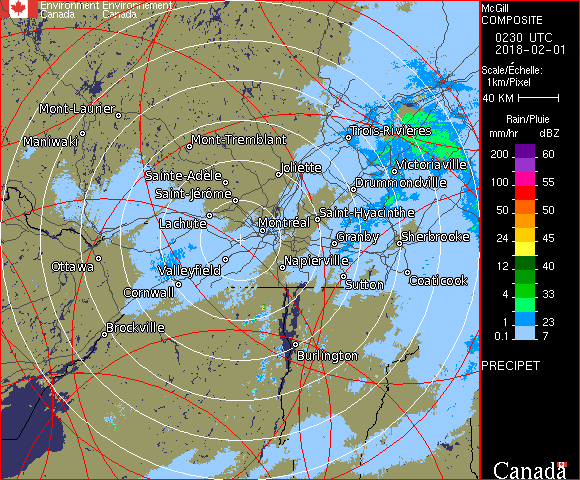 Environment Environnement
Canada Canada
McGill
COMPOSITE
0230 UTC
2018-02-01
Scale/Échelle:
1km/Pixel
40 KM
Rain/Pluie
mm/hr dBZ
200 60
100 55
50 50
24 45
12 40
4 33
1 23
0.1 7
PRECIPET
Canada
Mont-Laurier
Maniwaki
Mont-Tremblant
Trois-Rivières
Victoriaville
Joliette
Sainte-Adèle
Drummondville
Saint-Jérôme
Saint-Hyacinthe
Lachute
Montréal
Granby
Sherbrooke
Ottawa
Valleyfield
Napierville
Cornwall
Sutton
Coaticook
Brockville
Burlington